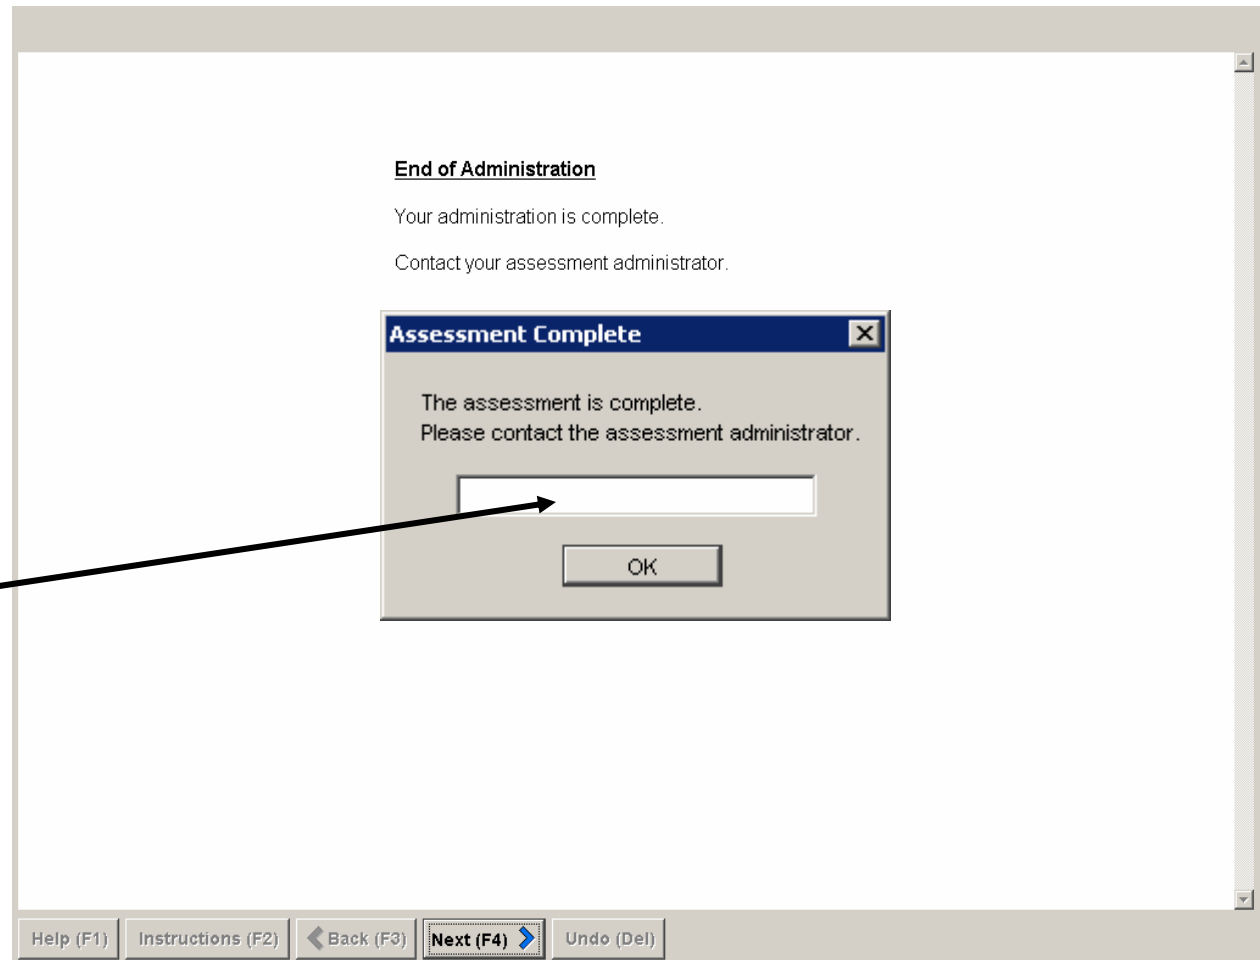 End of Administration
Your administration is complete.
Contact your assessment administrator.
Assessment Complete
The assessment is complete.
Please contact the assessment administrator.
OK
Help (F1) Instructions (F2) Back (F3) Next (F4) Undo (Del)